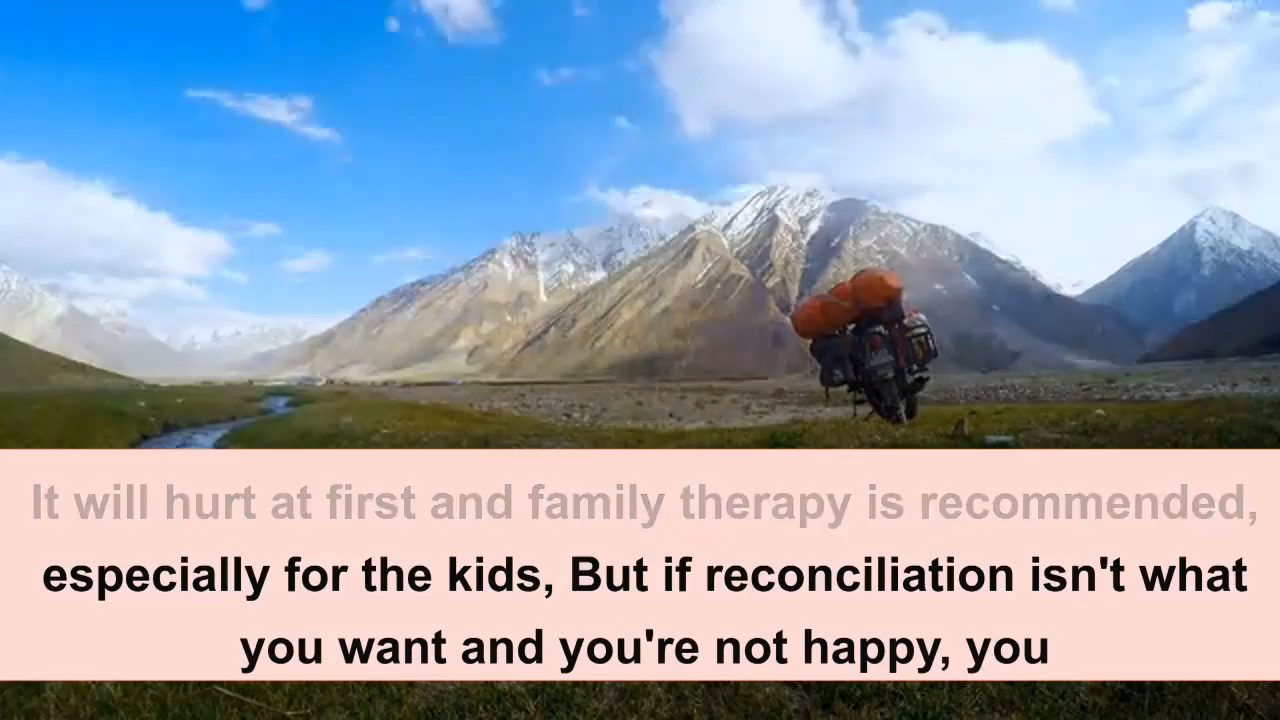 It will hurt at first and family therapy is recommended,
especially for the kids, But if reconciliation isn't what
you want and you're not happy, you